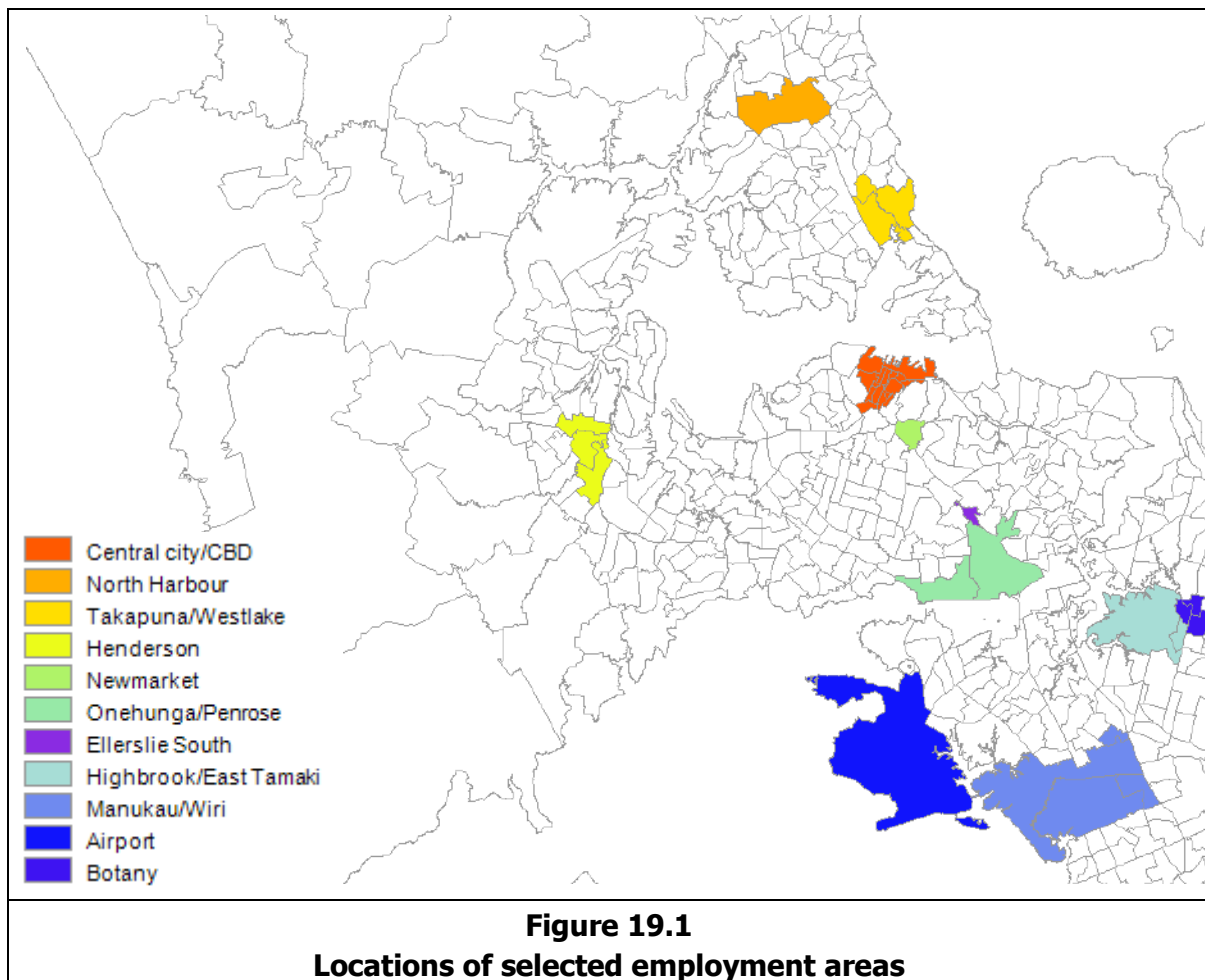 Central city/CBD
North Harbour
Takapuna/Westlake
Henderson
Newmarket
Onehunga/Penrose
Ellerslie South
Highbrook/East Tamaki
Manukau/Wiri
Airport
Botany
Figure 19.1
Locations of selected employment areas